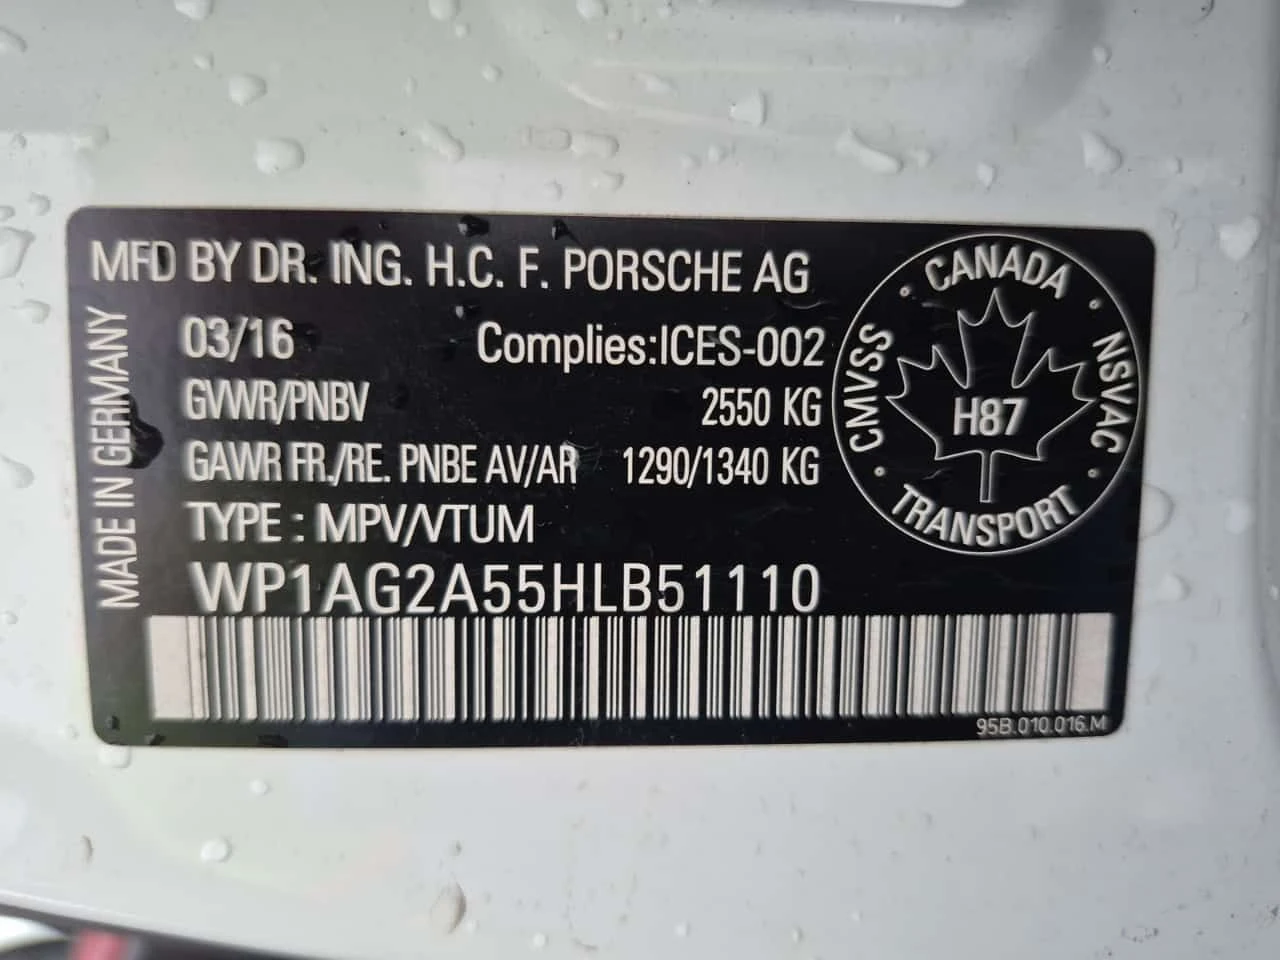 MFD BY DR. ING. H.C. F. PORSCHE AG
03/16 Complies:ICES-002
GVWR/PNBV 2550 KG
GAWR FR./RE. PNBE AV/AR 1290/1340 KG
TYPE : MPV/VTUM
WP1AG2A55HLB51110
MADE IN GERMANY
CANADA
CMVSS
NSVAC
H87
TRANSPORT
95B.010.016.M